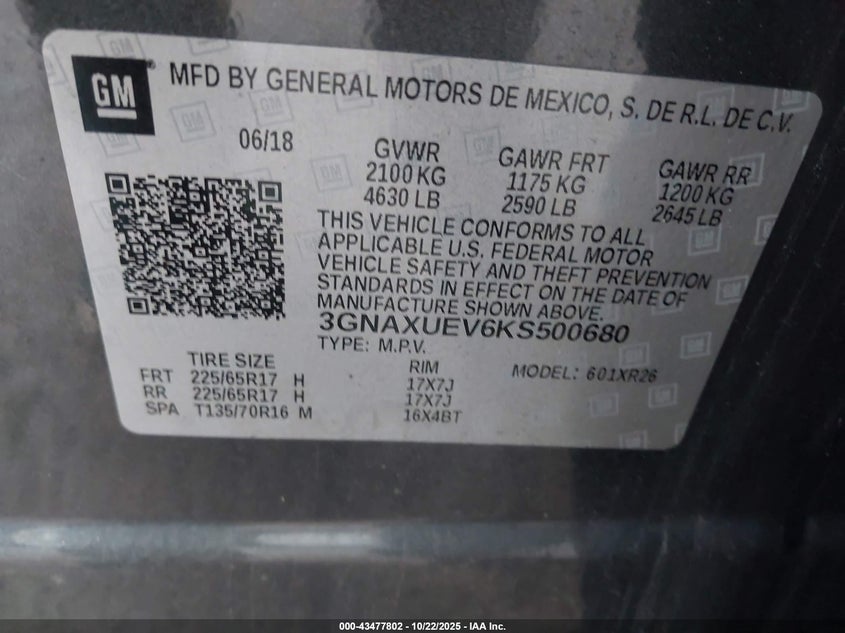 GM
MFD BY GENERAL MOTORS DE MEXICO, S. DE R.L. DE C.V.
06/18
GVWR GAWR FRT GAWR RR
2100 KG 1175 KG 1200 KG
4630 LB 2590 LB 2645 LB
THIS VEHICLE CONFORMS TO ALL
APPLICABLE U.S. FEDERAL MOTOR
VEHICLE SAFETY AND THEFT PREVENTION
STANDARDS IN EFFECT ON THE DATE OF
MANUFACTURE SHOWN ABOVE.
3GNAXUEV6KS500680
TYPE: M.P.V.
TIRE SIZE RIM MODEL: 601XR26
FRT 225/65R17 H 17X7J
RR 225/65R17 H 17X7J
SPA T135/70R16 M 16X4BT
000-43477802 - 10/22/2025 - IAA Inc.